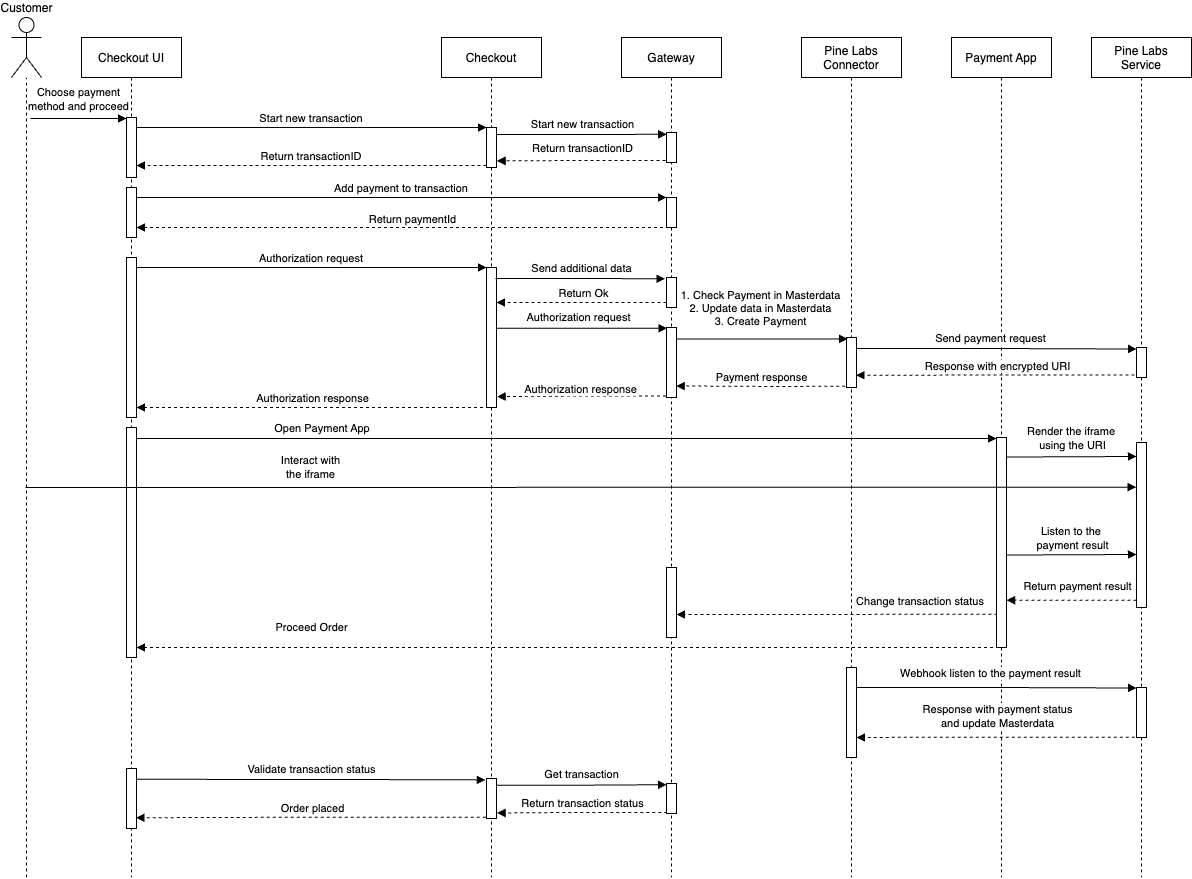 Customer
Checkout UI
Checkout
Gateway
Pine Labs
Connector
Payment App
Pine Labs
Service
Choose payment
method and proceed
Start new transaction
Start new transaction
Return transactionID
Return transactionID
Add payment to transaction
Return paymentId
Authorization request
Send additional data
Return Ok
1. Check Payment in Masterdata
2. Update data in Masterdata
3. Create Payment
Authorization request
Send payment request
Response with encrypted URI
Payment response
Authorization response
Authorization response
Open Payment App
Render the iframe
using the URI
Interact with
the iframe
Listen to the
payment result
Return payment result
Change transaction status
Proceed Order
Webhook listen to the payment result
Response with payment status
and update Masterdata
Validate transaction status
Get transaction
Return transaction status
Order placed